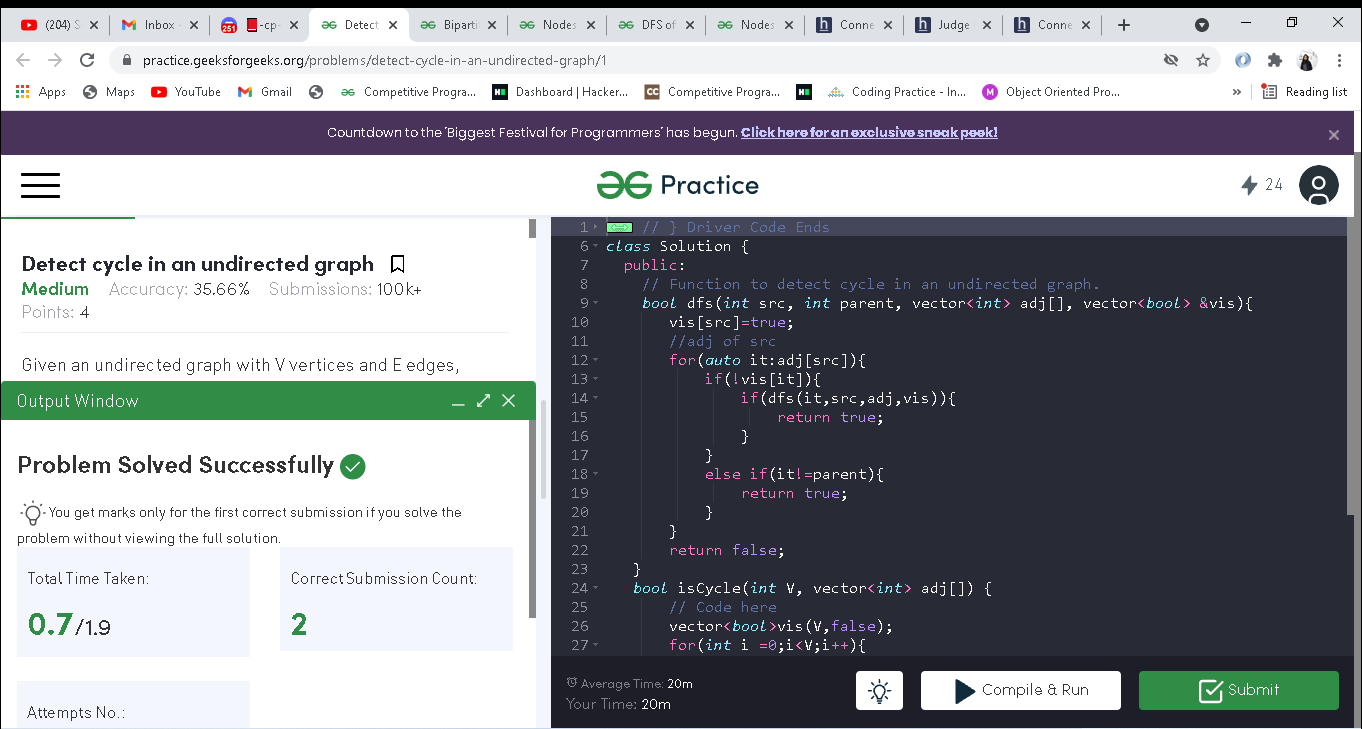 (204) S
Inbox
251
-cp-
Detect
Biparti
Nodes
DFS of
Nodes
Conne
Judge
Conne
practice.geeksforgeeks.org/problems/detect-cycle-in-an-undirected-graph/1
Apps
Maps
YouTube
Gmail
Competitive Progra...
Dashboard | Hacker...
CC
Competitive Progra...
Coding Practice - In...
M
Object Oriented Pro...
»
Reading list
Countdown to the 'Biggest Festival for Programmers' has begun. Click here for an exclusive sneak peek!
Practice
24
Detect cycle in an undirected graph
Medium Accuracy: 35.66% Submissions: 100k+
Points: 4
Given an undirected graph with V vertices and E edges,
Output Window
Problem Solved Successfully
You get marks only for the first correct submission if you solve the
problem without viewing the full solution.
Total Time Taken:
0.7/1.9
Correct Submission Count:
2
Attempts No.:
1 // } Driver Code Ends
6 class Solution {
7 public:
8 // Function to detect cycle in an undirected graph.
9 bool dfs(int src, int parent, vector<int> adj[], vector<bool> &vis){
10 vis[src]=true;
11 //adj of src
12 for(auto it:adj[src]){
13 if(!vis[it]){
14 if(dfs(it,src,adj,vis)){
15 return true;
16 }
17 }
18 else if(it!=parent){
19 return true;
20 }
21 }
22 return false;
23 }
24 bool isCycle(int V, vector<int> adj[]) {
25 // Code here
26 vector<bool>vis(V,false);
27 for(int i =0;i<V;i++){
Average Time: 20m
Your Time: 20m
Compile & Run
Submit